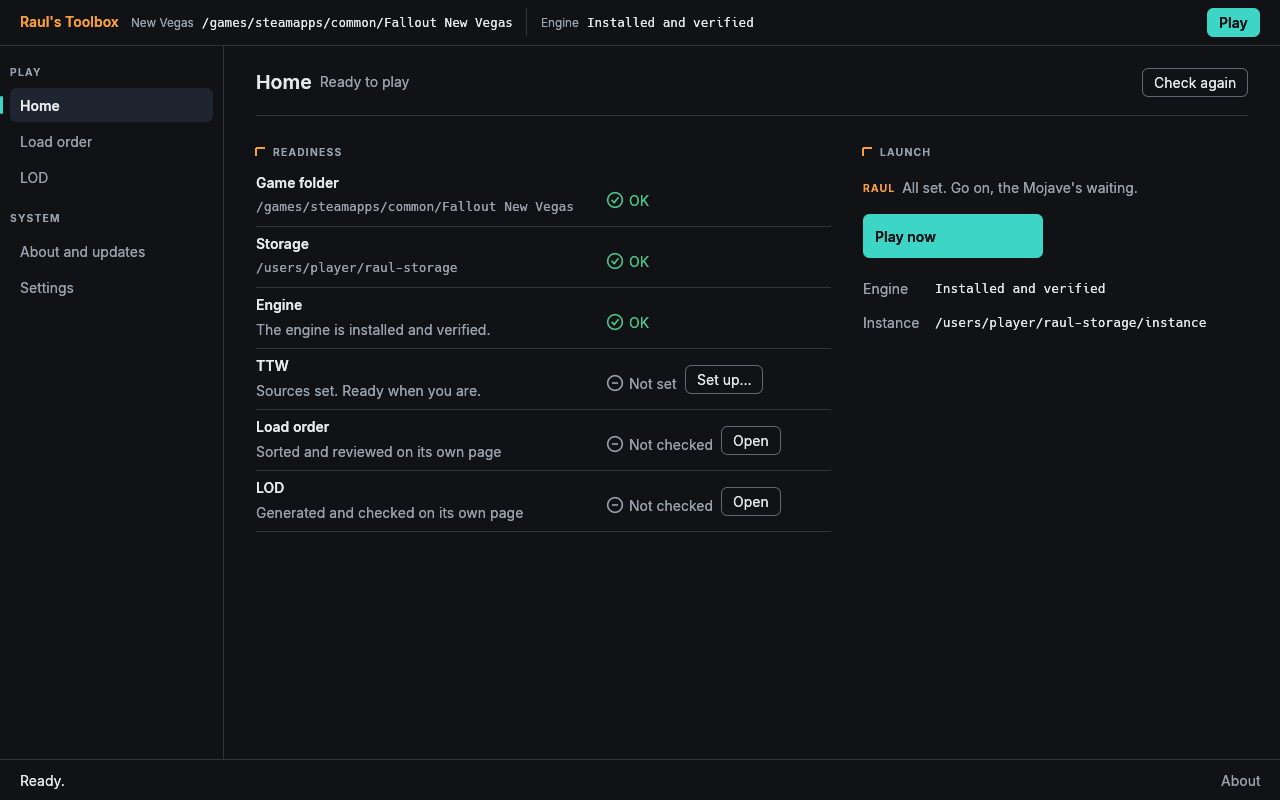 Raul's Toolbox New Vegas /games/steamapps/common/Fallout New Vegas Engine Installed and verified Play
PLAY
Home
Load order
LOD
SYSTEM
About and updates
Settings
Home Ready to play Check again
READINESS
Game folder
/games/steamapps/common/Fallout New Vegas OK
Storage
/users/player/raul-storage OK
Engine
The engine is installed and verified. OK
TTW
Sources set. Ready when you are. Not set Set up...
Load order
Sorted and reviewed on its own page Not checked Open
LOD
Generated and checked on its own page Not checked Open
LAUNCH
RAUL All set. Go on, the Mojave's waiting.
Play now
Engine Installed and verified
Instance /users/player/raul-storage/instance
Ready. About